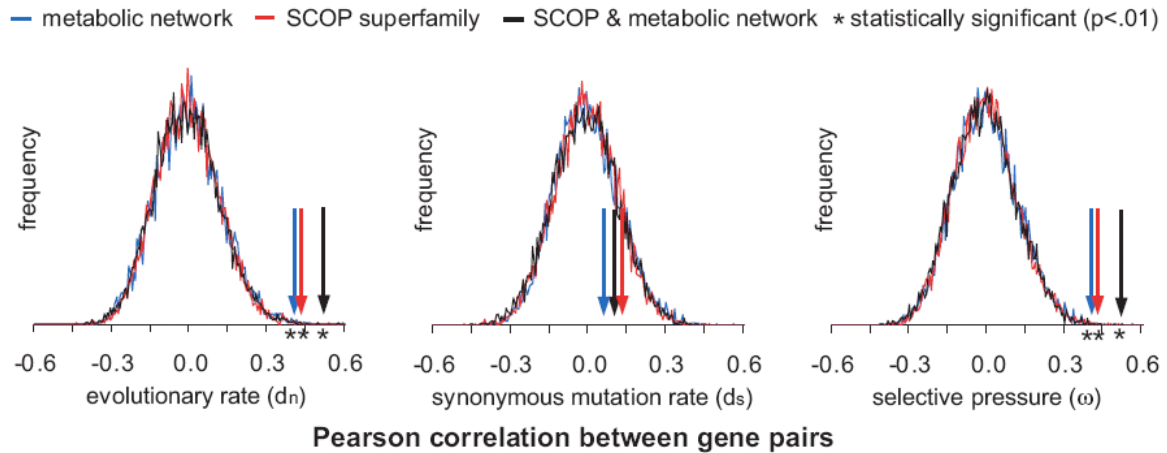 metabolic network SCOP superfamily SCOP & metabolic network * statistically significant (p<.01)
frequency
frequency
frequency
** *
** *
-0.6 -0.3 0.0 0.3 0.6
-0.6 -0.3 0.0 0.3 0.6
-0.6 -0.3 0.0 0.3 0.6
evolutionary rate (dn)
synonymous mutation rate (ds)
selective pressure (ω)
Pearson correlation between gene pairs